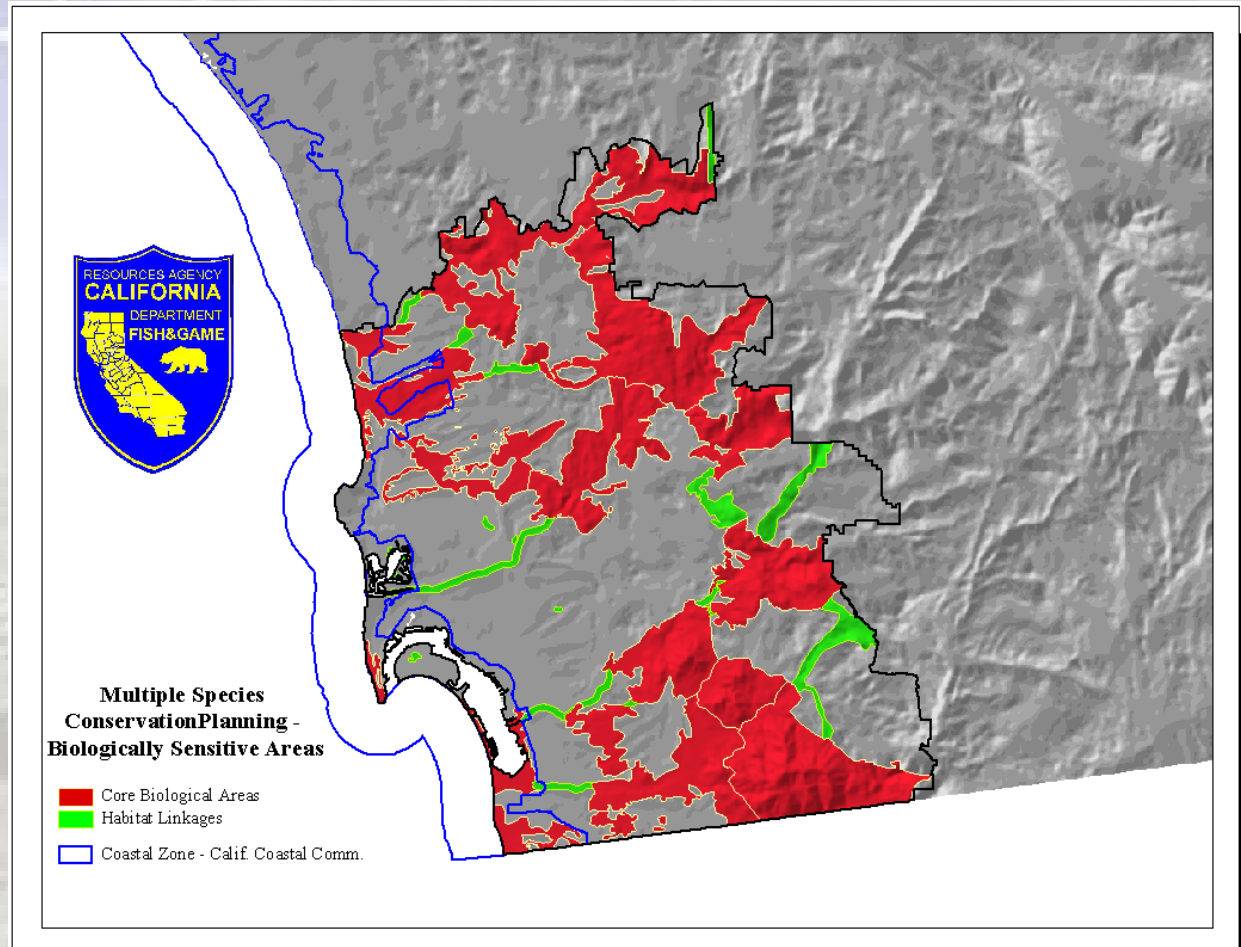 RESOURCES AGENCY
CALIFORNIA
DEPARTMENT
FISH&GAME
Multiple Species
ConservationPlanning -
Biologically Sensitive Areas
Core Biological Areas
Habitat Linkages
Coastal Zone - Calif. Coastal Comm.